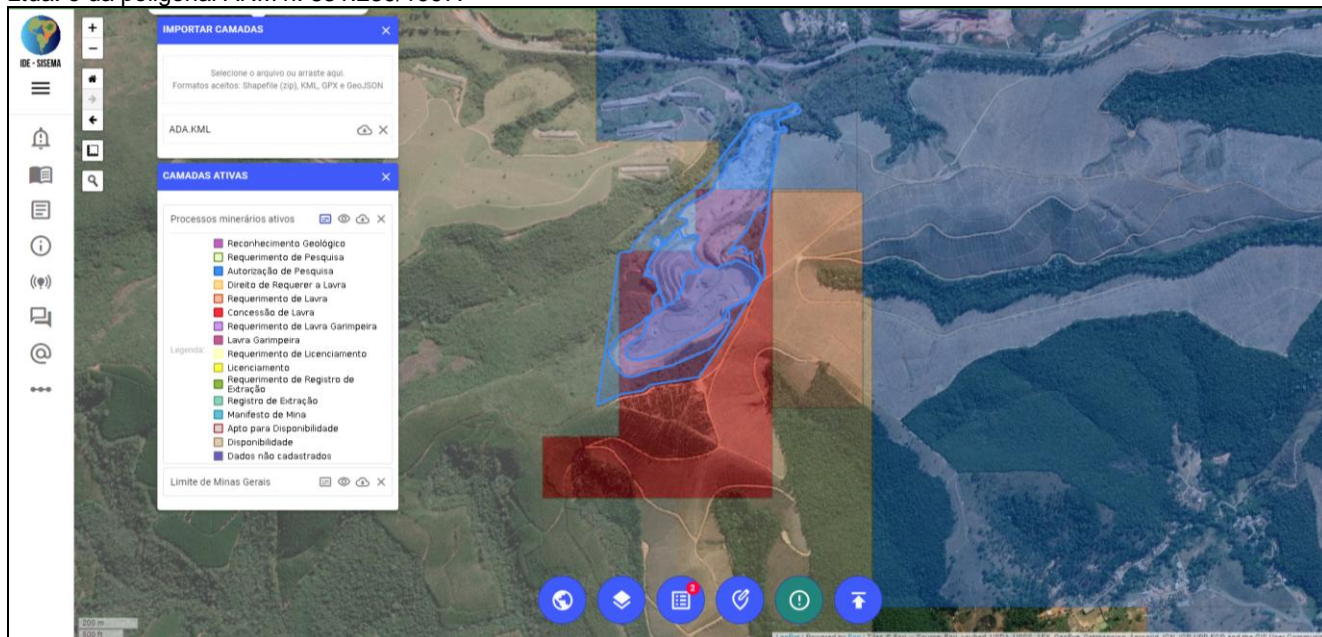 IMPORTAR CAMADAS
Selecione o arquivo ou arraste aqui.
Formatos aceitos: Shapefile (zip), KML, GPX e GeoJSON
IDE - SISEMA
ADA.KML
CAMADAS ATIVAS
Processos minerários ativos
Legenda:
Reconhecimento Geológico
Requerimento de Pesquisa
Autorização de Pesquisa
Direito de Requerer a Lavra
Requerimento de Lavra
Concessão de Lavra
Requerimento de Lavra Garimpeira
Lavra Garimpeira
Requerimento de Licenciamento
Licenciamento
Requerimento de Registro de
Extração
Registro de Extração
Manifesto de Mina
Apto para Disponibilidade
Disponibilidade
Dados não cadastrados
Limite de Minas Gerais
2
200 m
500 ft